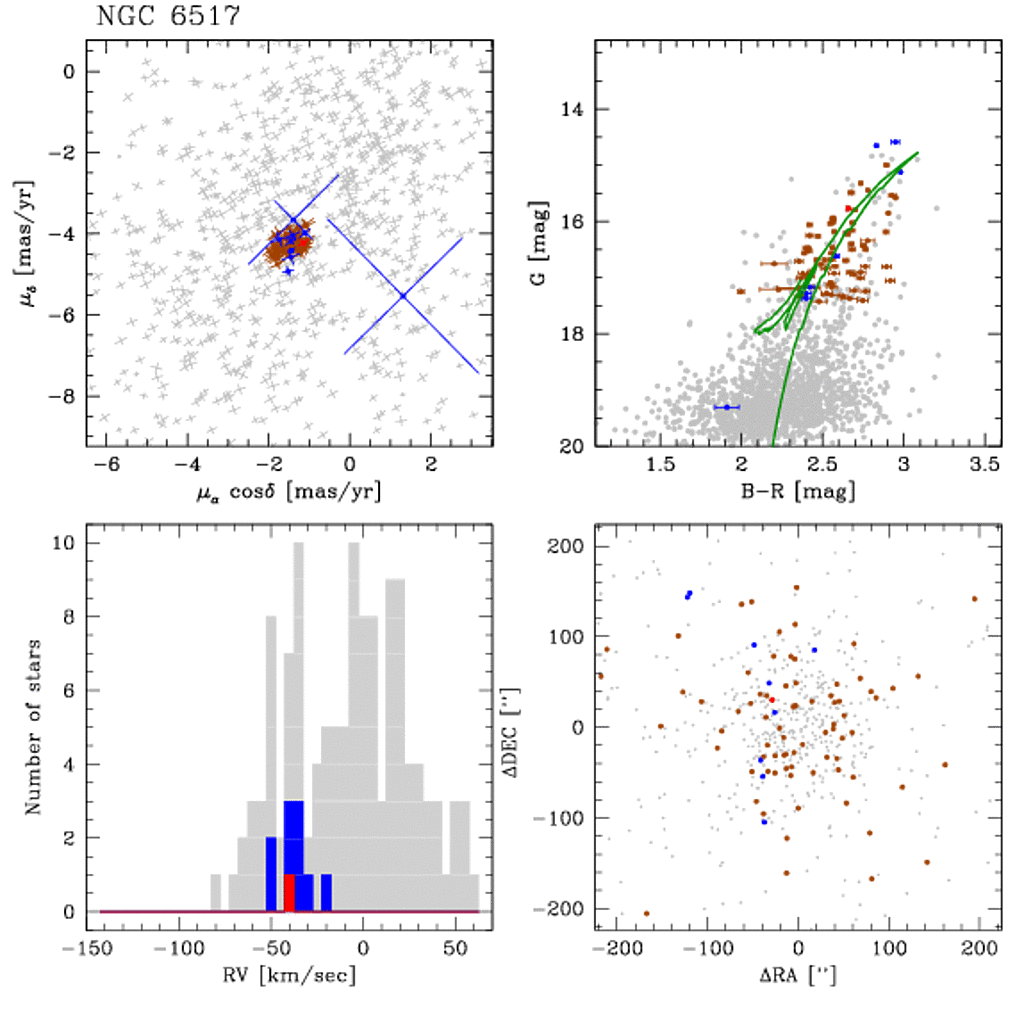 NGC 6517
0
−2
−4
−6
−8
−6 −4 −2 0 2
μδ [mas/yr]
μα cosδ [mas/yr]
14
16
18
20
1.5 2 2.5 3 3.5
G [mag]
B−R [mag]
10
8
6
4
2
0
−150 −100 −50 0 50
Number of stars
RV [km/sec]
200
100
0
−100
−200
−200 −100 0 100 200
ΔDEC [″]
ΔRA [″]